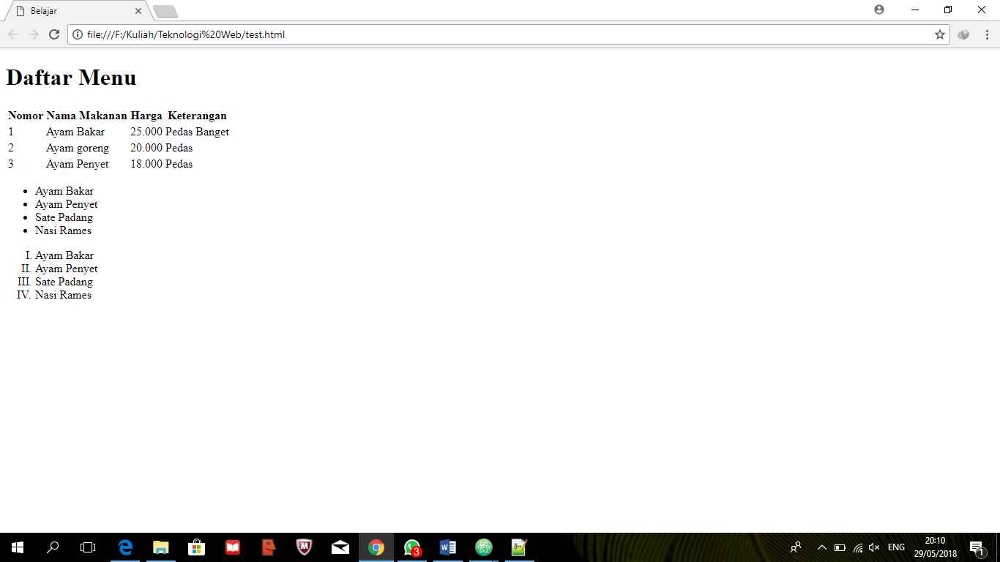 Belajar
file:///F:/Kuliah/Teknologi%20Web/test.html
Daftar Menu
Nomor Nama Makanan Harga Keterangan
1 Ayam Bakar 25.000 Pedas Banget
2 Ayam goreng 20.000 Pedas
3 Ayam Penyet 18.000 Pedas
• Ayam Bakar
• Ayam Penyet
• Sate Padang
• Nasi Rames
I. Ayam Bakar
II. Ayam Penyet
III. Sate Padang
IV. Nasi Rames
3
ENG
20:10
29/05/2018
1